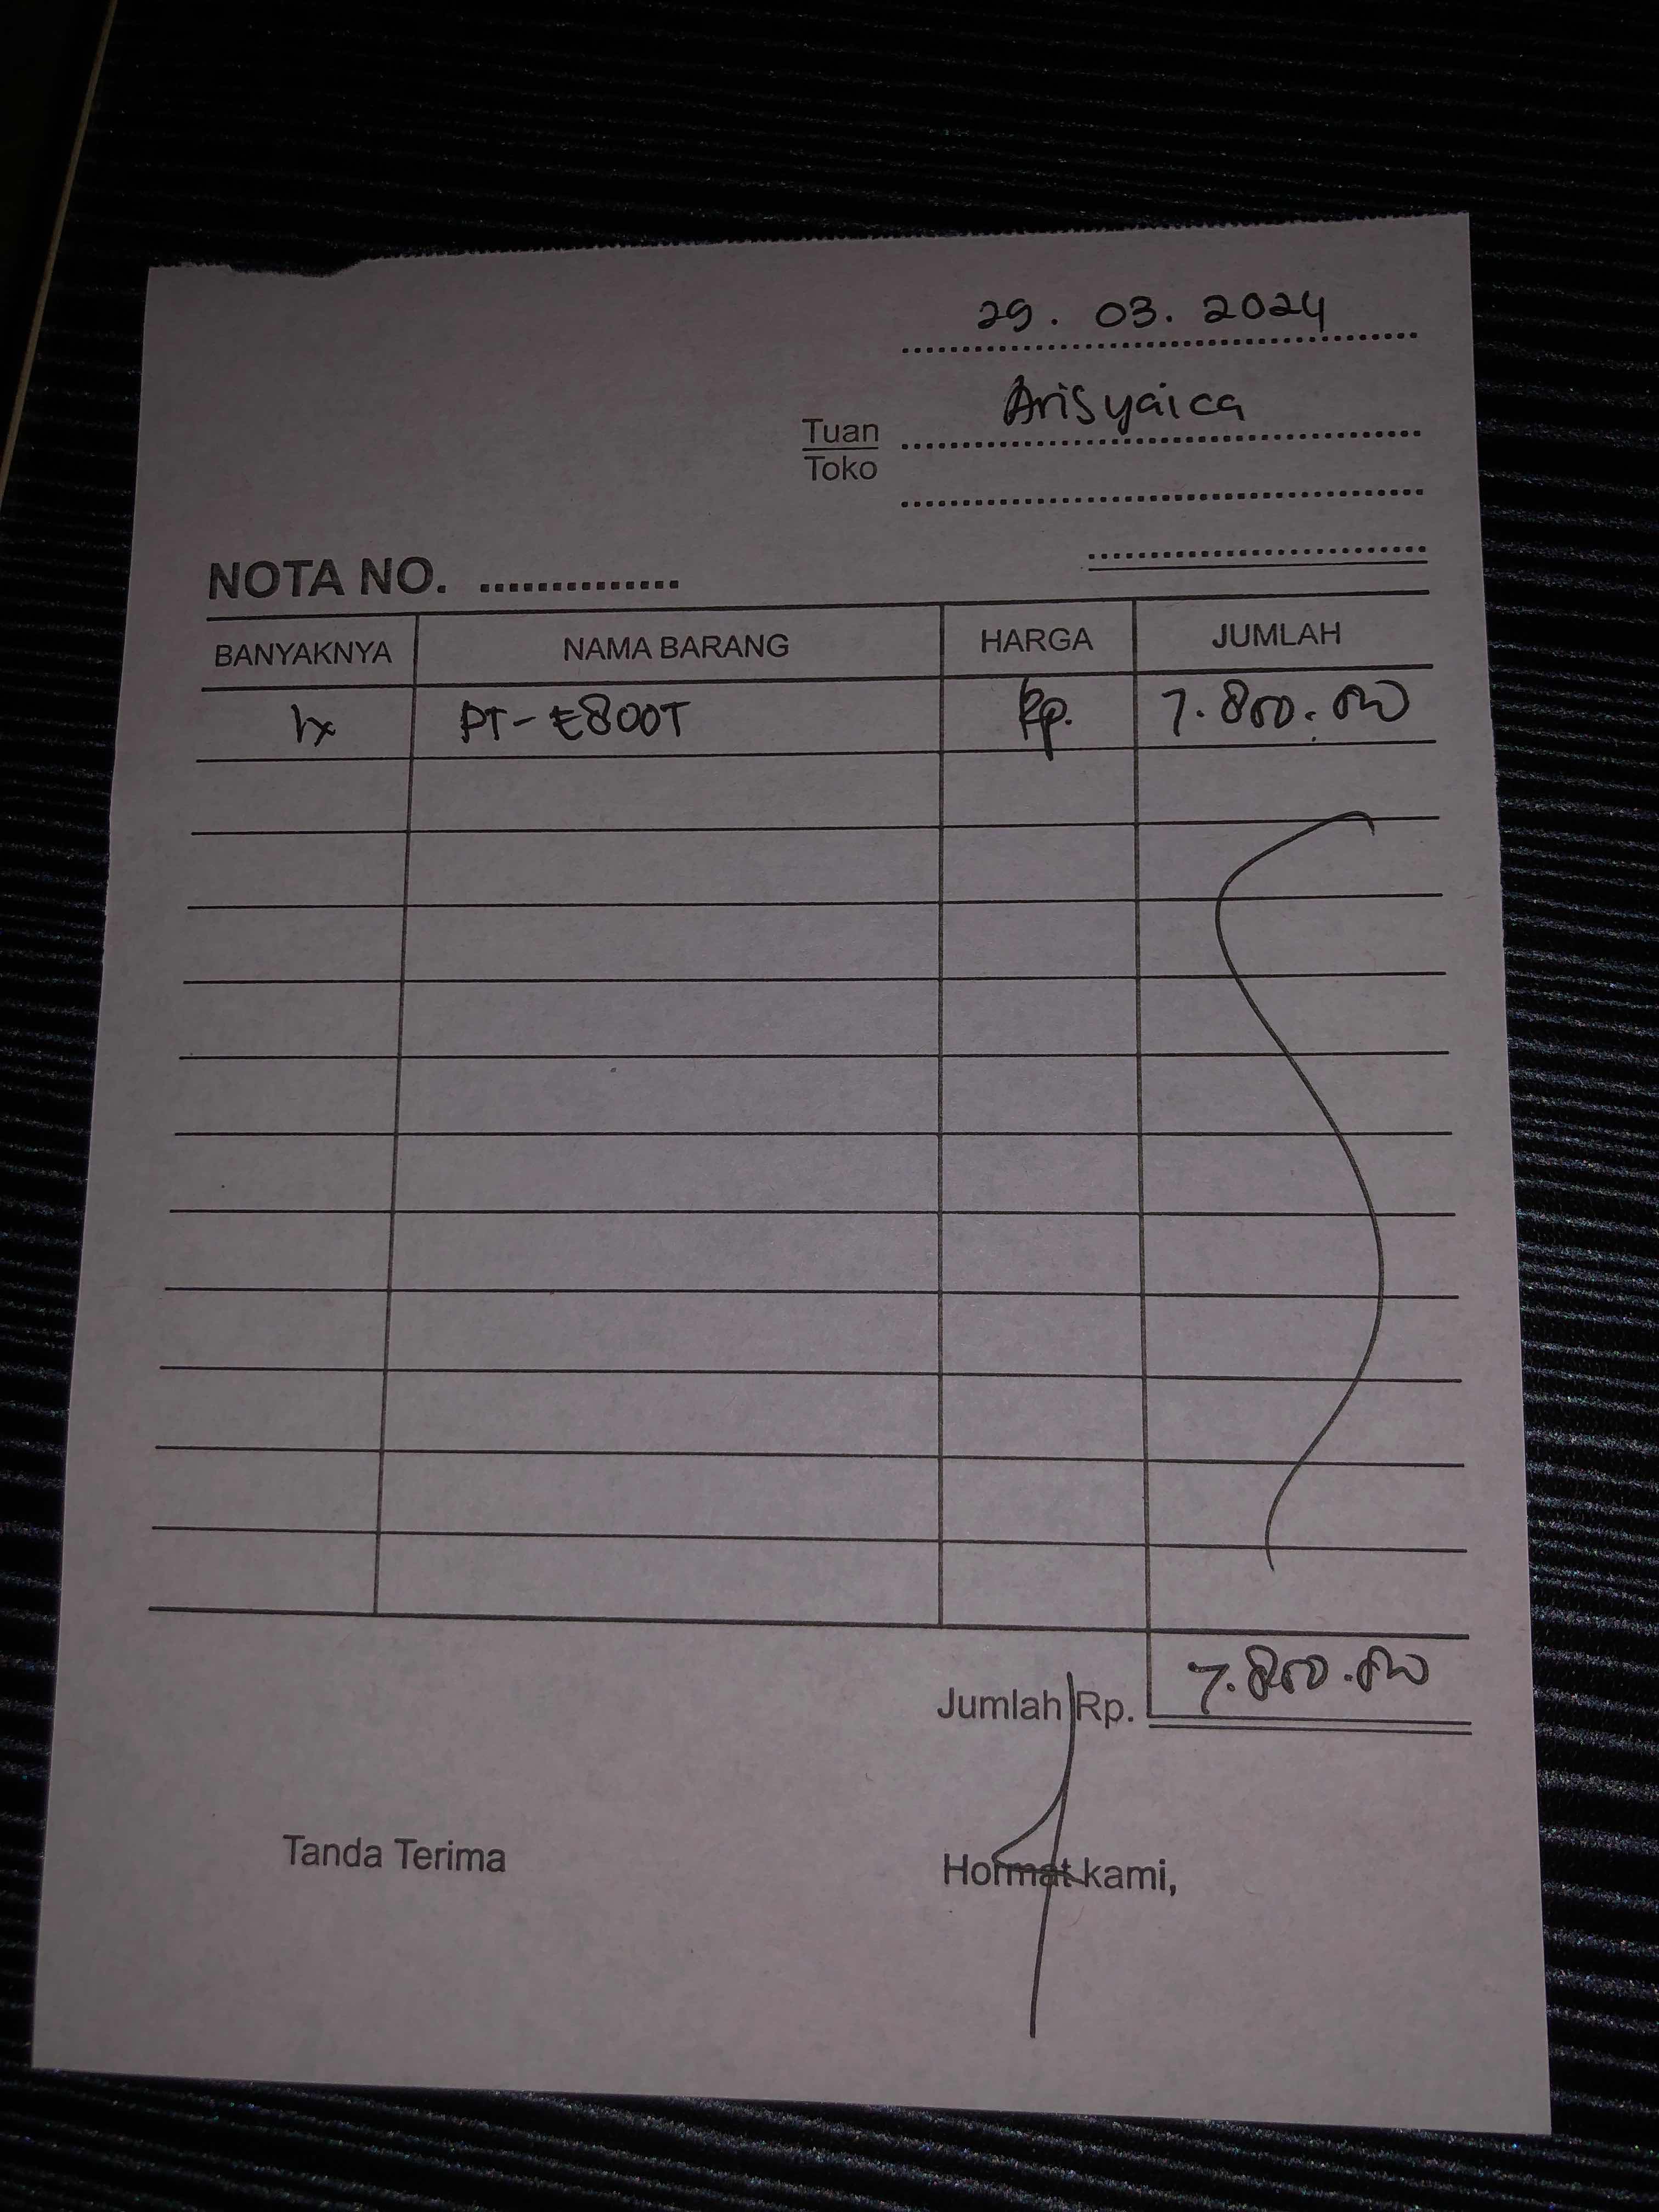 29. 03. 2024
Arisyaica
Tuan
Toko
NOTA NO. ..............
BANYAKNYA NAMA BARANG HARGA JUMLAH
1x PT-E800T Rp. 7.800.000
Jumlah Rp. 7.800.000
Tanda Terima Hormat kami,